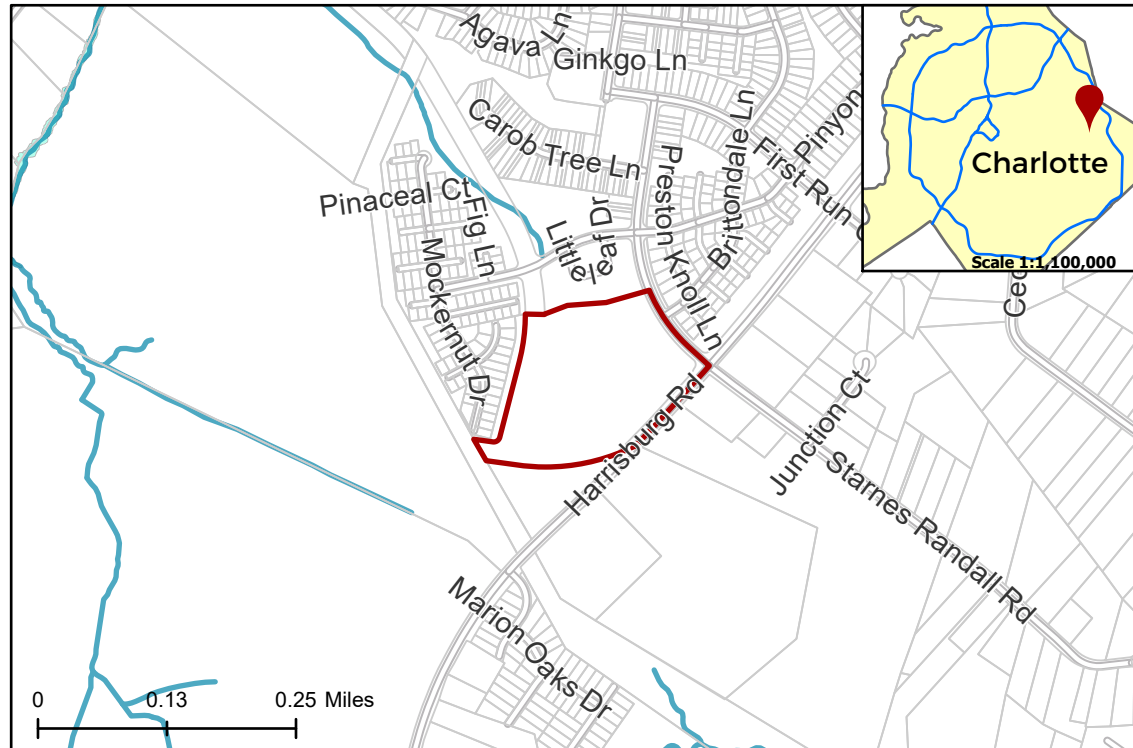 Agava Ln
Ginkgo Ln
Carob Tree Ln
Pinaceal Ct
Fig Ln
Mockernut Dr
Little
eaf Dr
Preston Knoll Ln
Brittondale Ln
Pinyon
First Run
Harrisburg Rd
Junction Ct
Starnes Randall Rd
Marion Oaks Dr
Charlotte
Scale 1:1,100,000
0 0.13 0.25 Miles